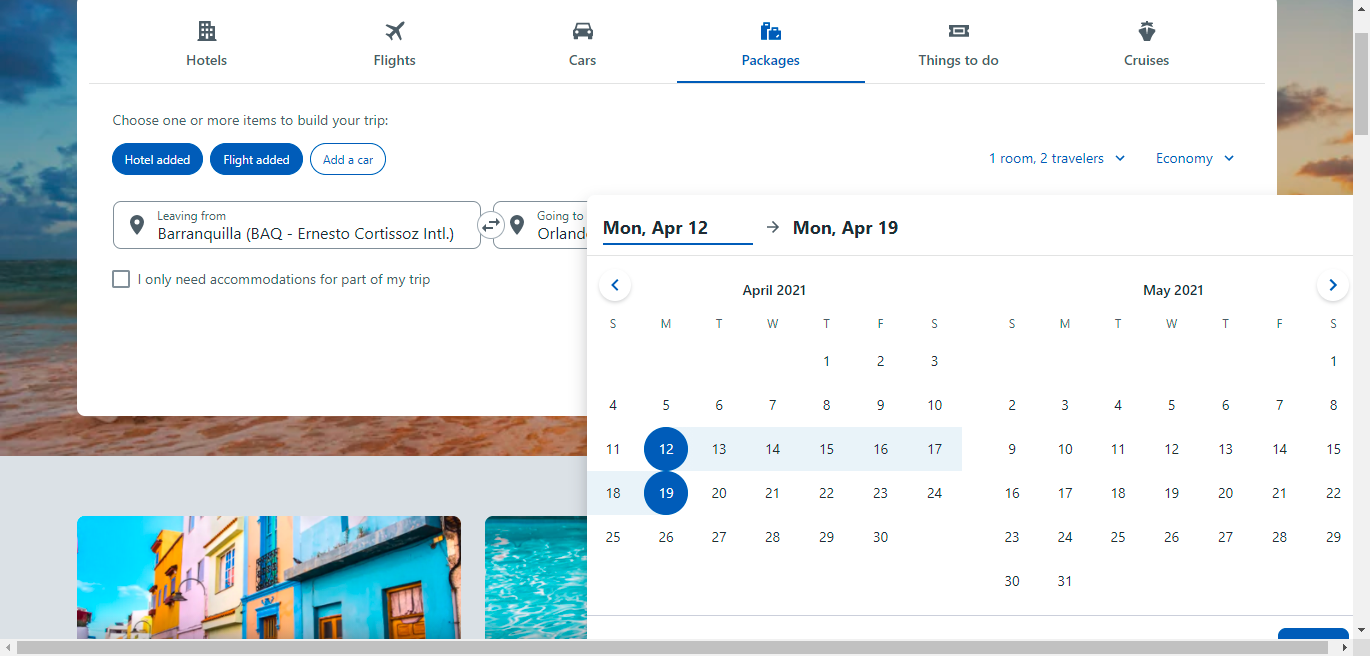 Hotels
Flights
Cars
Packages
Things to do
Cruises
Choose one or more items to build your trip:
Hotel added
Flight added
Add a car
1 room, 2 travelers
Economy
Leaving from
Barranquilla (BAQ - Ernesto Cortissoz Intl.)
Going to
Orland
I only need accommodations for part of my trip
Mon, Apr 12
Mon, Apr 19
April 2021
S M T W T F S
1 2 3
4 5 6 7 8 9 10
11 12 13 14 15 16 17
18 19 20 21 22 23 24
25 26 27 28 29 30
May 2021
S M T W T F S
1
2 3 4 5 6 7 8
9 10 11 12 13 14 15
16 17 18 19 20 21 22
23 24 25 26 27 28 29
30 31